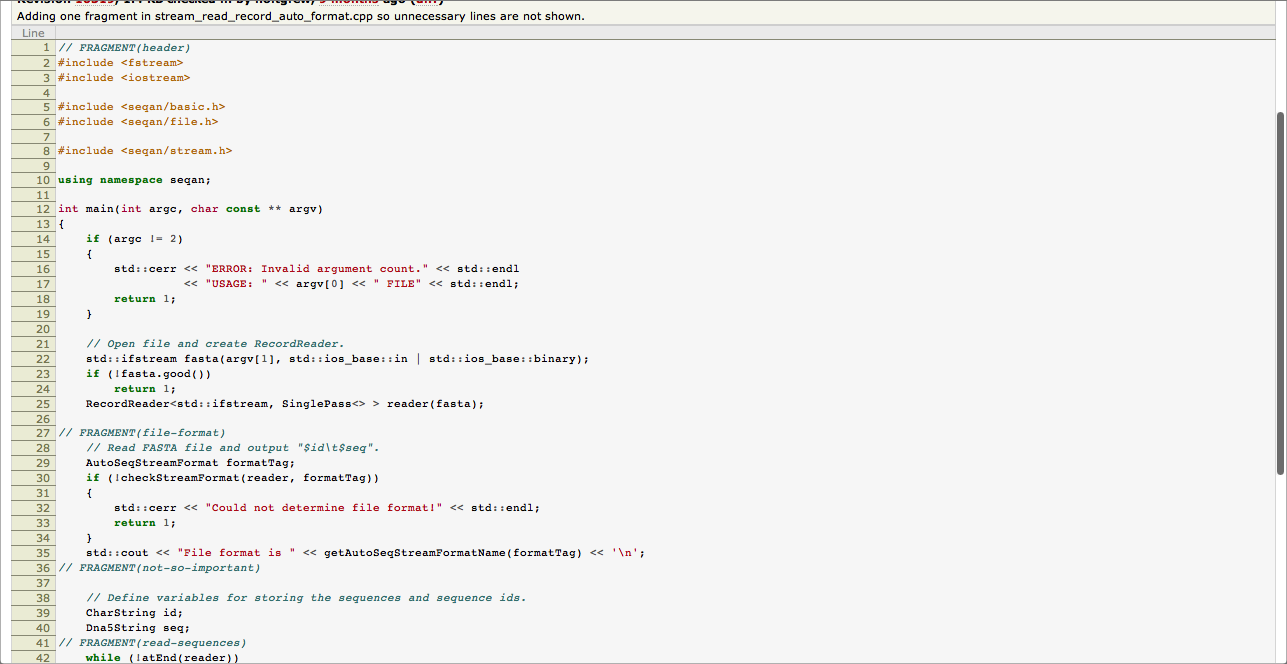 Adding one fragment in stream_read_record_auto_format.cpp so unnecessary lines are not shown.
Line
1 // FRAGMENT(header)
2 #include <fstream>
3 #include <iostream>
4
5 #include <seqan/basic.h>
6 #include <seqan/file.h>
7
8 #include <seqan/stream.h>
9
10 using namespace seqan;
11
12 int main(int argc, char const ** argv)
13 {
14     if (argc != 2)
15     {
16         std::cerr << "ERROR: Invalid argument count." << std::endl
17                   << "USAGE: " << argv[0] << " FILE" << std::endl;
18         return 1;
19     }
20
21     // Open file and create RecordReader.
22     std::ifstream fasta(argv[1], std::ios_base::in | std::ios_base::binary);
23     if (!fasta.good())
24         return 1;
25     RecordReader<std::ifstream, SinglePass<> > reader(fasta);
26
27 // FRAGMENT(file-format)
28     // Read FASTA file and output "$id\t$seq".
29     AutoSeqStreamFormat formatTag;
30     if (!checkStreamFormat(reader, formatTag))
31     {
32         std::cerr << "Could not determine file format!" << std::endl;
33         return 1;
34     }
35     std::cout << "File format is " << getAutoSeqStreamFormatName(formatTag) << '\n';
36 // FRAGMENT(not-so-important)
37
38     // Define variables for storing the sequences and sequence ids.
39     CharString id;
40     Dna5String seq;
41 // FRAGMENT(read-sequences)
42     while (!atEnd(reader))